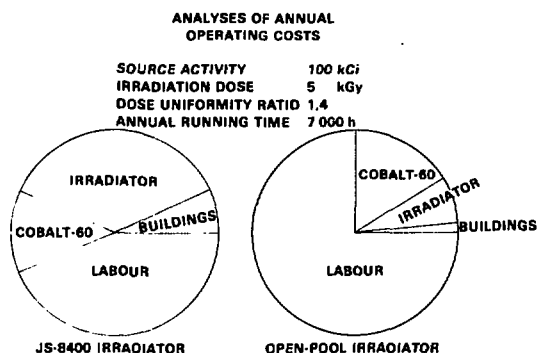 ANALYSES OF ANNUAL
OPERATING COSTS
SOURCE ACTIVITY 100 kCi
IRRADIATION DOSE 5 kGy
DOSE UNIFORMITY RATIO 1,4
ANNUAL RUNNING TIME 7 000 h
IRRADIATOR
COBALT-60
BUILDINGS
LABOUR
JS-8400 IRRADIATOR
COBALT-60
IRRADIATOR
BUILDINGS
LABOUR
OPEN-POOL IRRADIATOR